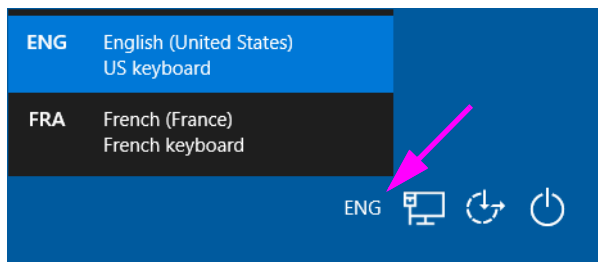 ENG English (United States)
US keyboard
FRA French (France)
French keyboard
ENG